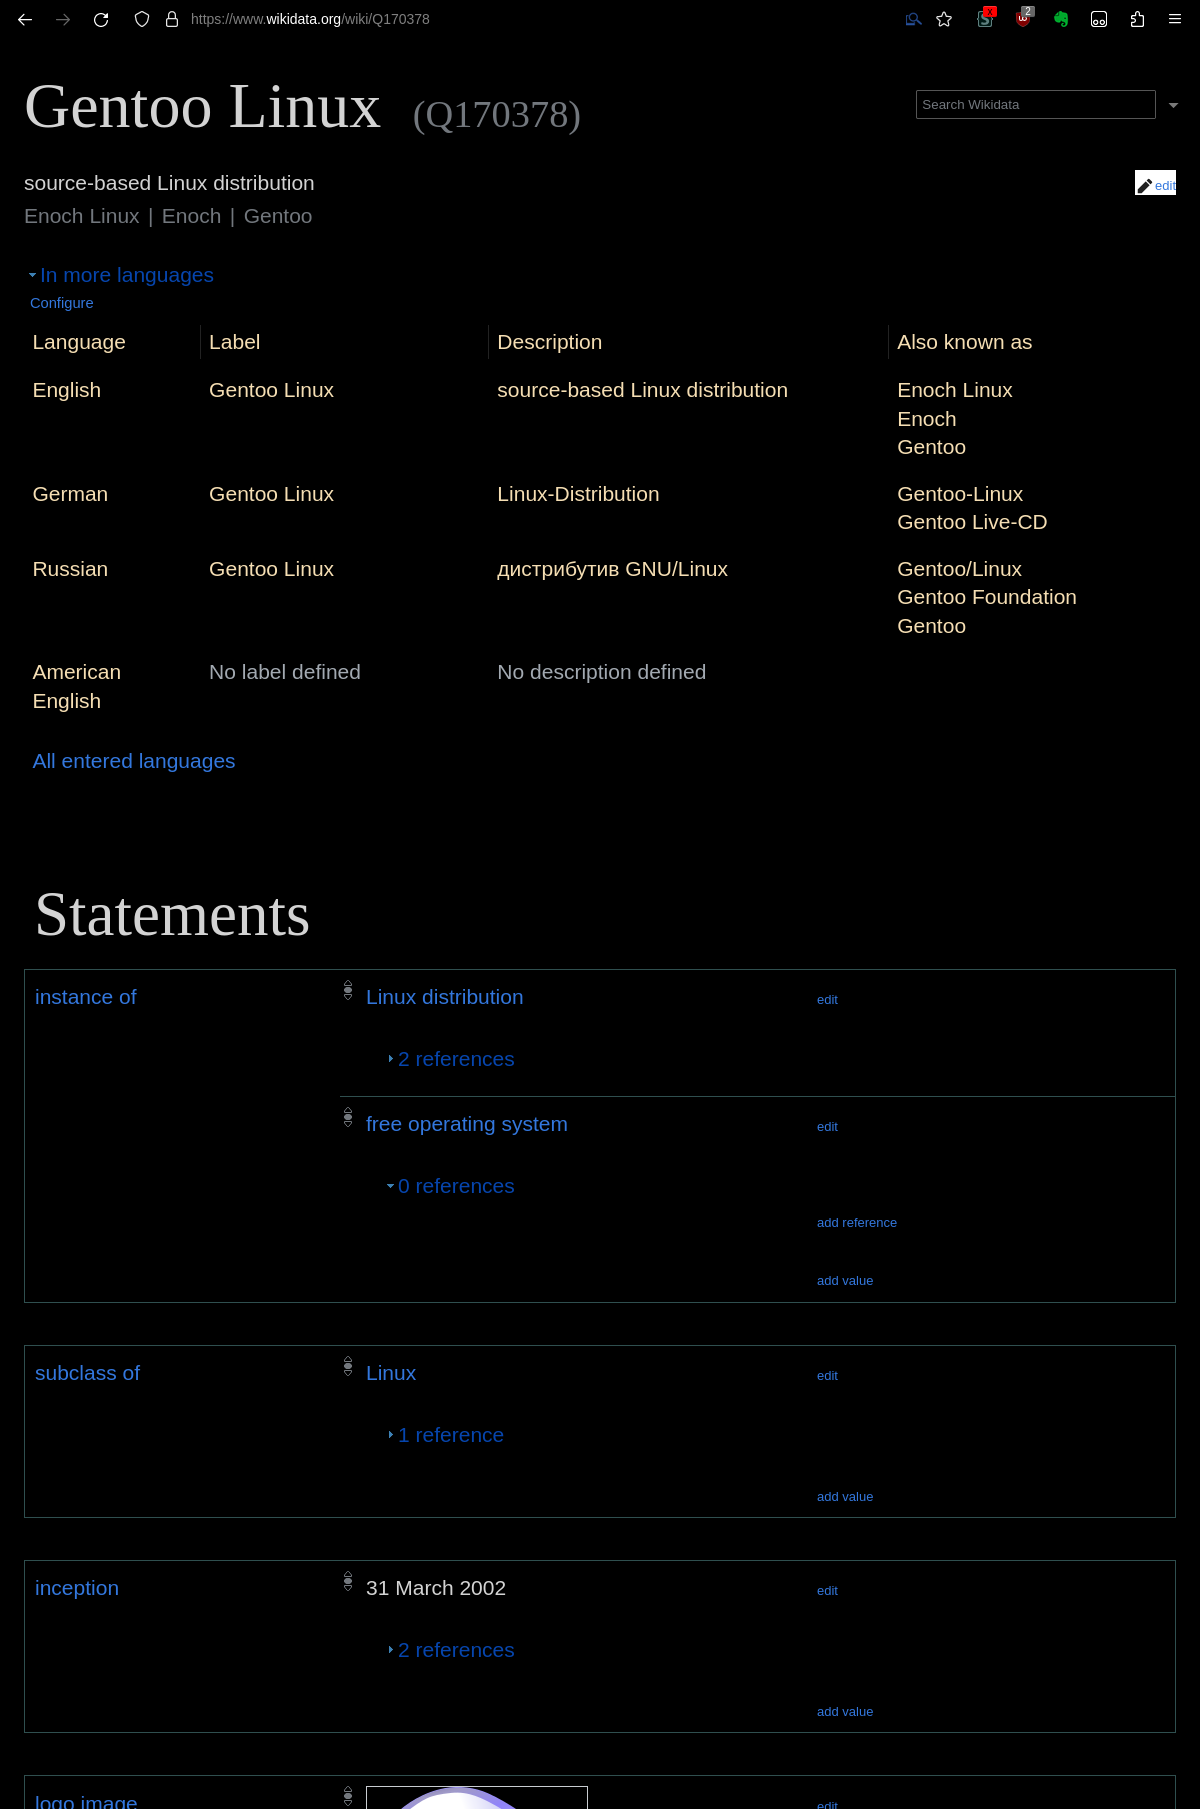 https://www.wikidata.org/wiki/Q170378
2
Gentoo Linux (Q170378)
Search Wikidata
source-based Linux distribution
edit
Enoch Linux | Enoch | Gentoo
In more languages
Configure
Language Label Description Also known as
English Gentoo Linux source-based Linux distribution Enoch Linux
Enoch
Gentoo
German Gentoo Linux Linux-Distribution Gentoo-Linux
Gentoo Live-CD
Russian Gentoo Linux дистрибутив GNU/Linux Gentoo/Linux
Gentoo Foundation
Gentoo
American No label defined No description defined
English
All entered languages
Statements
instance of Linux distribution edit
2 references
free operating system edit
0 references
add reference
add value
subclass of Linux edit
1 reference
add value
inception 31 March 2002 edit
2 references
add value
logo image edit